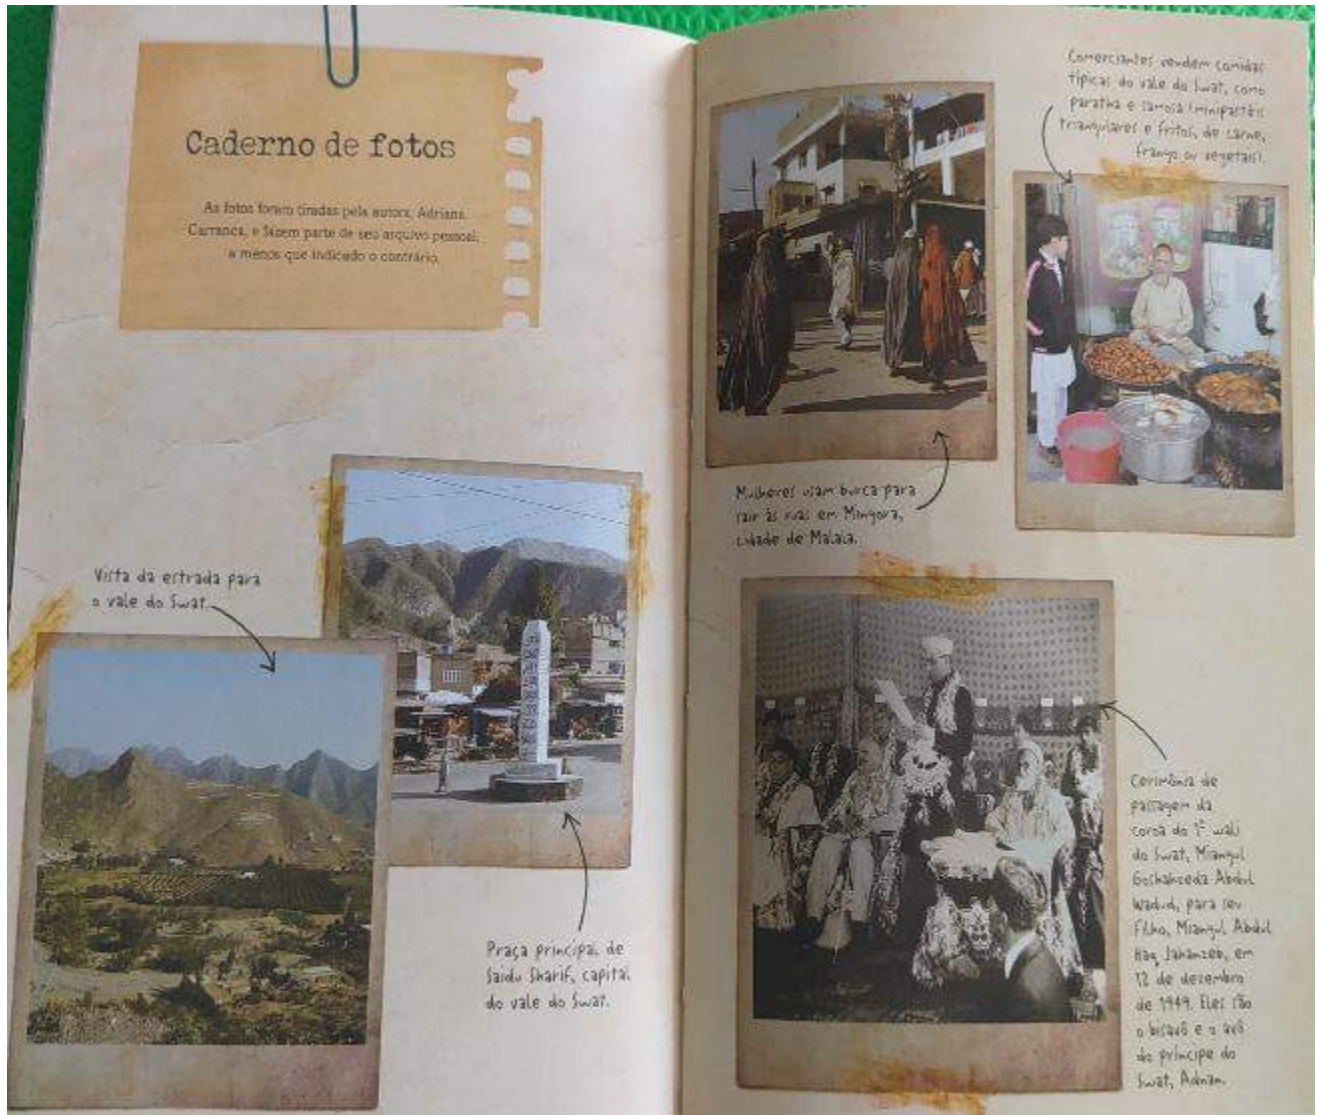 Caderno de fotos
As fotos foram tiradas pela autora, Adriana
Carranca, e fazem parte de seu arquivo pessoal,
a menos que indicado o contrário.
Vista da estrada para
o vale do Swat.
Praça principal de
Saidu Sharif, capital
do vale do Swat.
Comerciantes vendem comidas
típicas do vale do Swat, como
paratha e samosa (minipastéis
triangulares e fritos, de carne,
frango ou vegetais).
Mulheres usam burca para
sair às ruas em Mingora,
cidade de Malala.
Cerimônia de
passagem da
coroa do 1º wali
do Swat, Miangul
Goshahzeda Abdul
Wadud, para seu
filho, Miangul Abdul
Haq Jahanzeb, em
12 de dezembro
de 1949. Eles são
o bisavô e o avô
do príncipe do
Swat, Adnan.